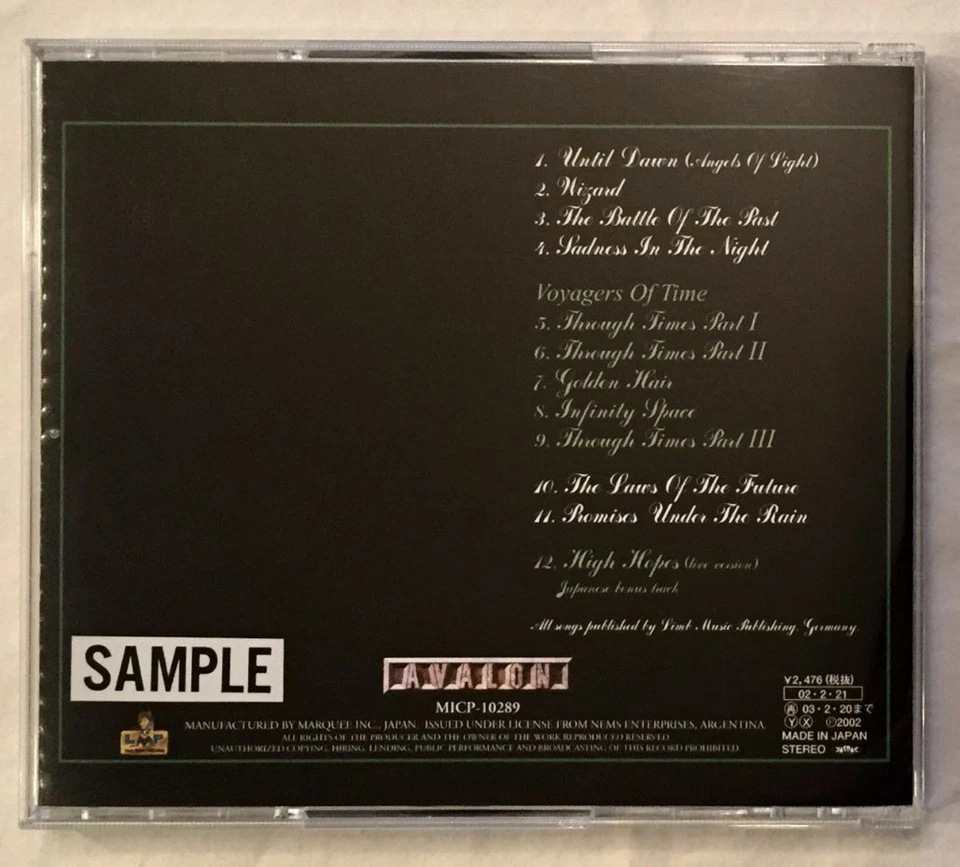 1. Until Dawn (Angels Of Light)
2. Wizard
3. The Battle Of The Past
4. Sadness In The Night
Voyagers Of Time
5. Through Times Part I
6. Through Times Part II
7. Golden Hair
8. Infinity Space
9. Through Times Part III
10. The Laws Of The Future
11. Promises Under The Rain
12. High Hopes (live version)
Japanese bonus track
All songs published by Limb Music Publishing, Germany.
SAMPLE
AVALON
MICP-10289
MANUFACTURED BY MARQUEE INC., JAPAN. ISSUED UNDER LICENSE FROM NEMS ENTERPRISES, ARGENTINA.
ALL RIGHTS OF THE PRODUCER AND THE OWNER OF THE WORK REPRODUCED RESERVED
UNAUTHORIZED COPYING, HIRING, LENDING, PUBLIC PERFORMANCE AND BROADCASTING OF THIS RECORD PROHIBITED.
LMP
¥2,476 (税抜)
02・2・21
再 03・2・20まで
Ⓨ Ⓧ Ⓟ2002
MADE IN JAPAN
STEREO